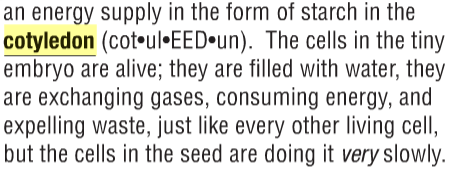 an energy supply in the form of starch in the
cotyledon (cot•ul•EED•un). The cells in the tiny
embryo are alive; they are filled with water, they
are exchanging gases, consuming energy, and
expelling waste, just like every other living cell,
but the cells in the seed are doing it very slowly.